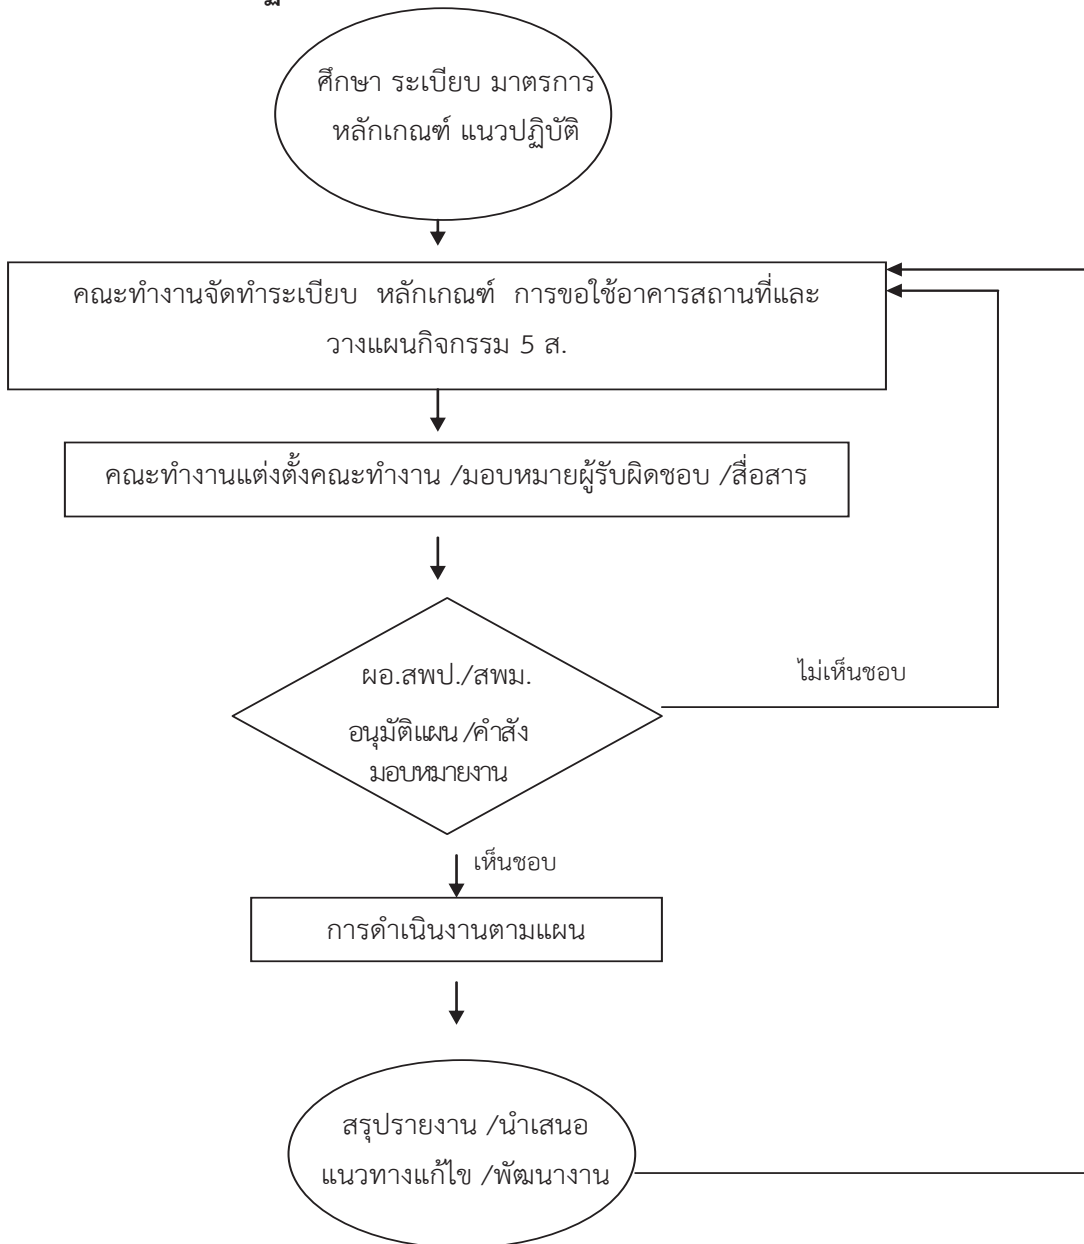 ศึกษา ระเบียบ มาตรการ
หลักเกณฑ์ แนวปฏิบัติ
คณะทำงานจัดทำระเบียบ หลักเกณฑ์ การขอใช้อาคารสถานที่และ
วางแผนกิจกรรม 5 ส.
คณะทำงานแต่งตั้งคณะทำงาน /มอบหมายผู้รับผิดชอบ /สื่อสาร
ผอ.สพป./สพม.
อนุมัติแผน /คำสัง
มอบหมายงาน
ไม่เห็นชอบ
เห็นชอบ
การดำเนินงานตามแผน
สรุปรายงาน /นำเสนอ
แนวทางแก้ไข /พัฒนางาน